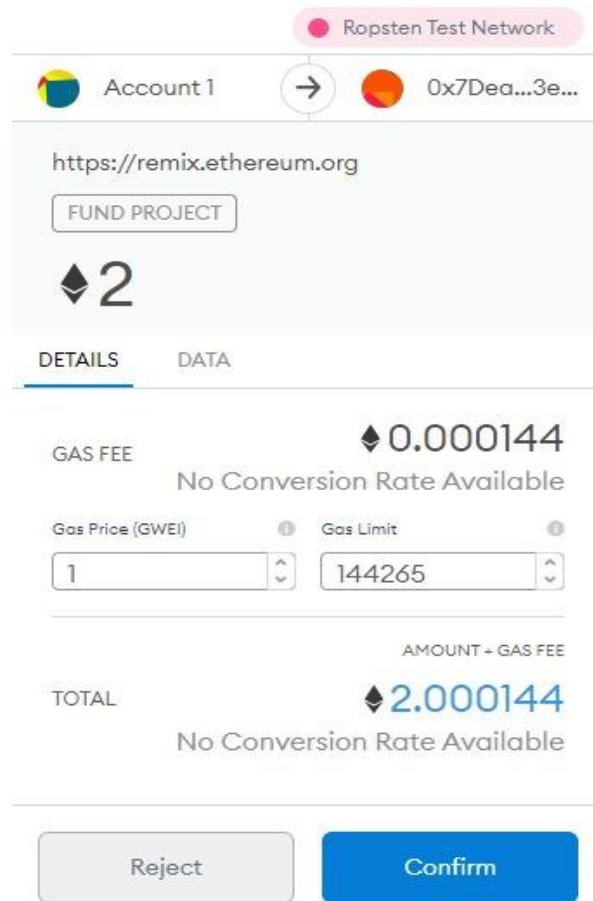 Ropsten Test Network
Account 1
0x7Dea...3e...
https://remix.ethereum.org
FUND PROJECT
2
DETAILS DATA
GAS FEE
0.000144
No Conversion Rate Available
Gas Price (GWEI) Gas Limit
1 144265
AMOUNT + GAS FEE
TOTAL
2.000144
No Conversion Rate Available
Reject Confirm